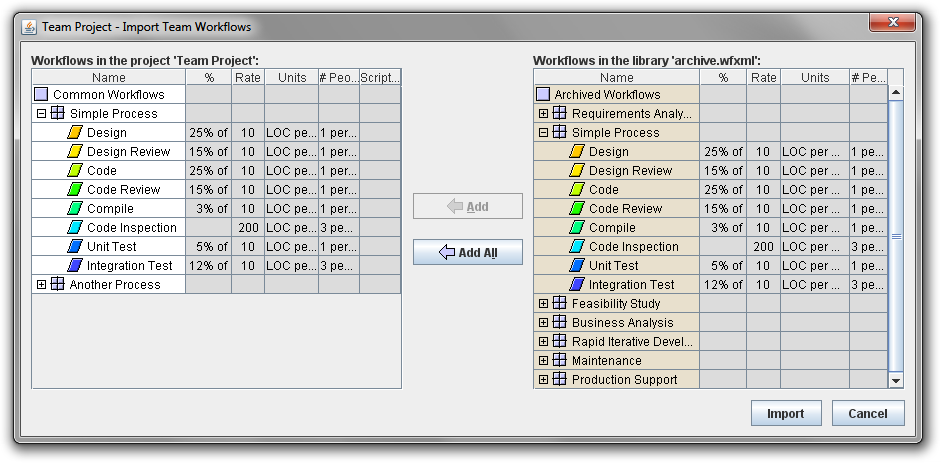 Team Project - Import Team Workflows
Workflows in the project 'Team Project':
Name % Rate Units # Peo... Script...
Common Workflows
Simple Process
Design 25% of 10 LOC pe... 1 per...
Design Review 15% of 10 LOC pe... 1 per...
Code 25% of 10 LOC pe... 1 per...
Code Review 15% of 10 LOC pe... 1 per...
Compile 3% of 10 LOC pe... 1 per...
Code Inspection 200 LOC pe... 3 pe...
Unit Test 5% of 10 LOC pe... 1 per...
Integration Test 12% of 10 LOC pe... 3 pe...
Another Process
Add
Add All
Workflows in the library 'archive.wfxml':
Name % Rate Units # Pe...
Archived Workflows
Requirements Analy...
Simple Process
Design 25% of 10 LOC per ... 1 pe...
Design Review 15% of 10 LOC per ... 1 pe...
Code 25% of 10 LOC per ... 1 pe...
Code Review 15% of 10 LOC per ... 1 pe...
Compile 3% of 10 LOC per ... 1 pe...
Code Inspection 200 LOC per ... 3 pe...
Unit Test 5% of 10 LOC per ... 1 pe...
Integration Test 12% of 10 LOC per ... 3 pe...
Feasibility Study
Business Analysis
Rapid Iterative Devel...
Maintenance
Production Support
Import Cancel